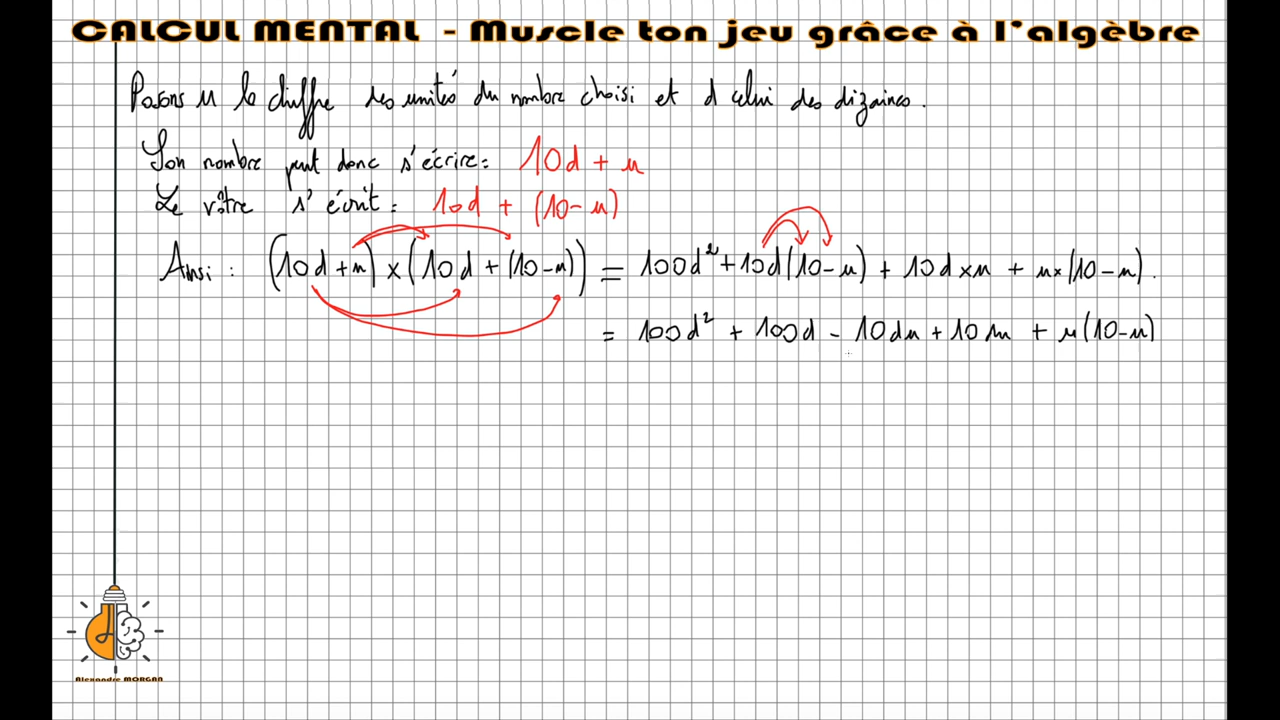 CALCUL MENTAL - Muscle ton jeu grâce à l'algèbre
Posons u le chiffre des unités du nombre choisi et d celui des dizaines.
Son nombre peut donc s'écrire: 10d + u
Le vôtre s'écrit: 10d + (10-u)
Ainsi : (10d + u) × (10d + (10-u)) = 100d² + 10d(10-u) + 10d×u + u×(10-u).
= 100d² + 100d - 10du + 10du + u(10-u)
Alexandre MORGAN